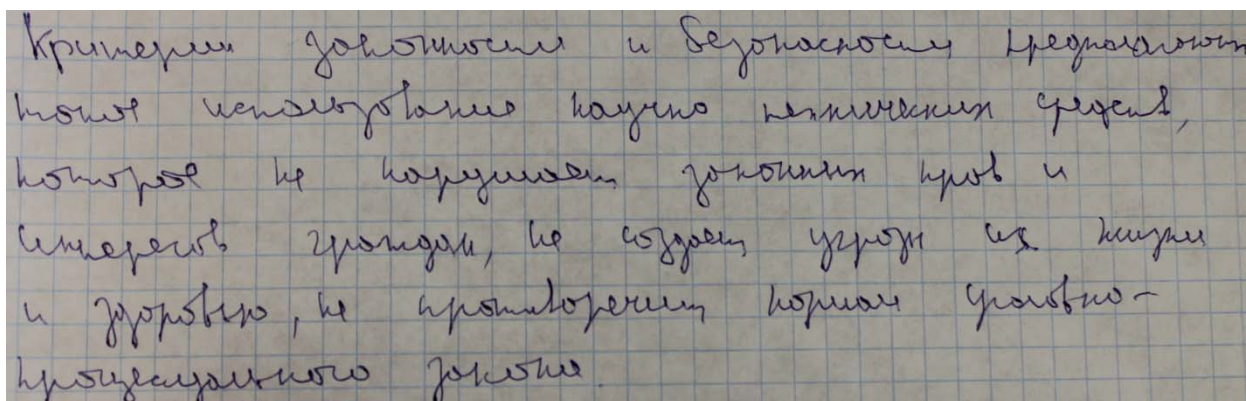 Критерии законности и безопасности предполагают
такое использование научно технических средств,
которое не нарушает законных прав и
интересов граждан, не создает угрозы их жизни
и здоровью, не противоречит нормам уголовно-
процессуального закона.